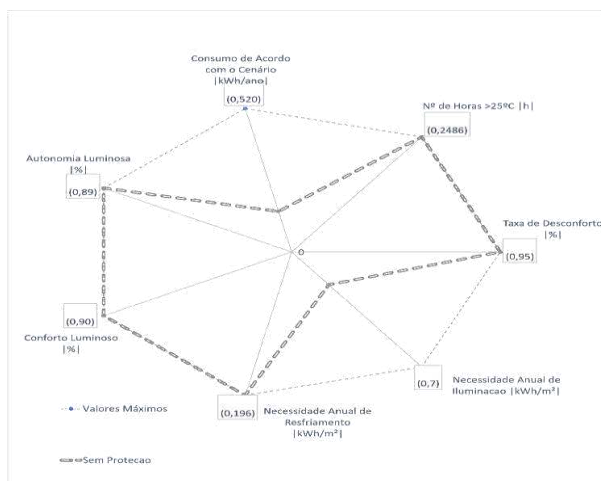 Consumo de Acordo
com o Cenário
|kWh/ano|
(0,520)
Nº de Horas >25ºC |h|
(0,2486)
Autonomia Luminosa
|%|
(0,89)
Taxa de Desconforto
|%|
(0,95)
0
(0,90)
Conforto Luminoso
|%|
(0,7)
Necessidade Anual de
Iluminacao |kWh/m³|
(0,196)
Necessidade Anual de
Resfriamento
|kWh/m²|
Valores Máximos
Sem Protecao